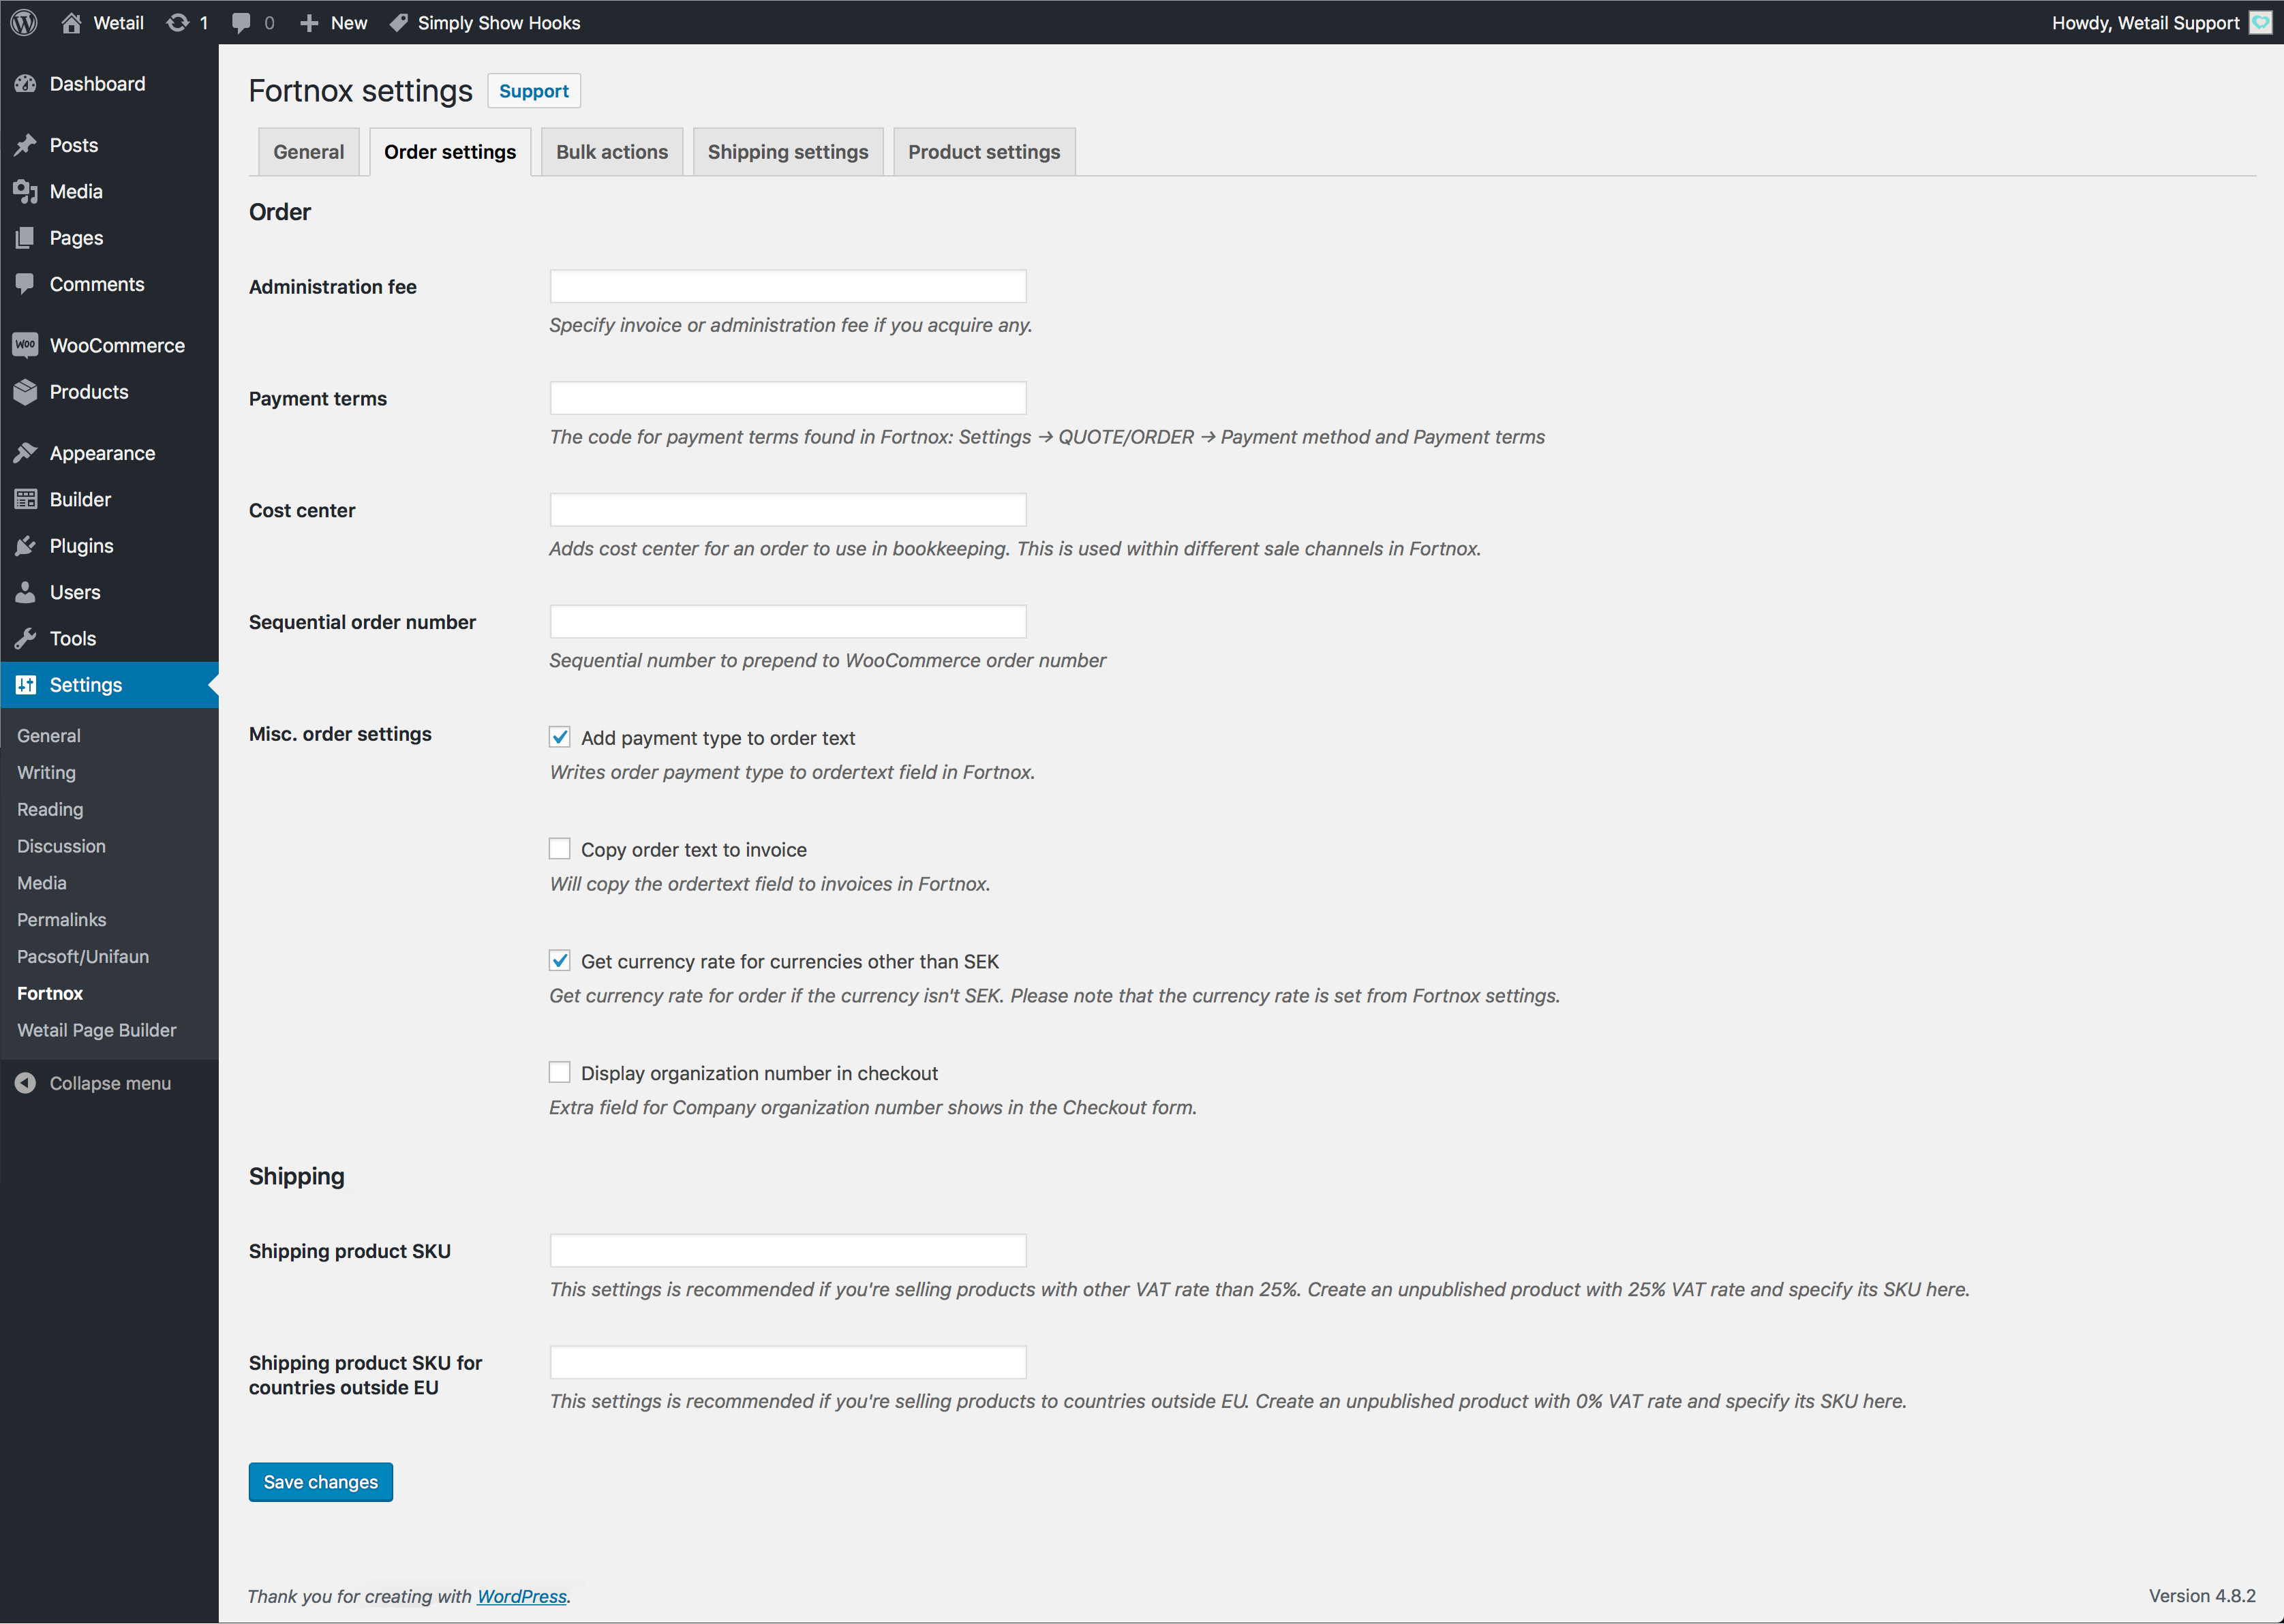 Wetail 1 0 New Simply Show Hooks Howdy, Wetail Support
Dashboard
Posts
Media
Pages
Comments
Woo WooCommerce
Products
Appearance
Builder
Plugins
Users
Tools
Settings
General
Writing
Reading
Discussion
Media
Permalinks
Pacsoft/Unifaun
Fortnox
Wetail Page Builder
Collapse menu
Fortnox settings Support
General Order settings Bulk actions Shipping settings Product settings
Order
Administration fee
Specify invoice or administration fee if you acquire any.
Payment terms
The code for payment terms found in Fortnox: Settings → QUOTE/ORDER → Payment method and Payment terms
Cost center
Adds cost center for an order to use in bookkeeping. This is used within different sale channels in Fortnox.
Sequential order number
Sequential number to prepend to WooCommerce order number
Misc. order settings
Add payment type to order text
Writes order payment type to ordertext field in Fortnox.
Copy order text to invoice
Will copy the ordertext field to invoices in Fortnox.
Get currency rate for currencies other than SEK
Get currency rate for order if the currency isn't SEK. Please note that the currency rate is set from Fortnox settings.
Display organization number in checkout
Extra field for Company organization number shows in the Checkout form.
Shipping
Shipping product SKU
This settings is recommended if you're selling products with other VAT rate than 25%. Create an unpublished product with 25% VAT rate and specify its SKU here.
Shipping product SKU for
countries outside EU
This settings is recommended if you're selling products to countries outside EU. Create an unpublished product with 0% VAT rate and specify its SKU here.
Save changes
Thank you for creating with WordPress.
Version 4.8.2